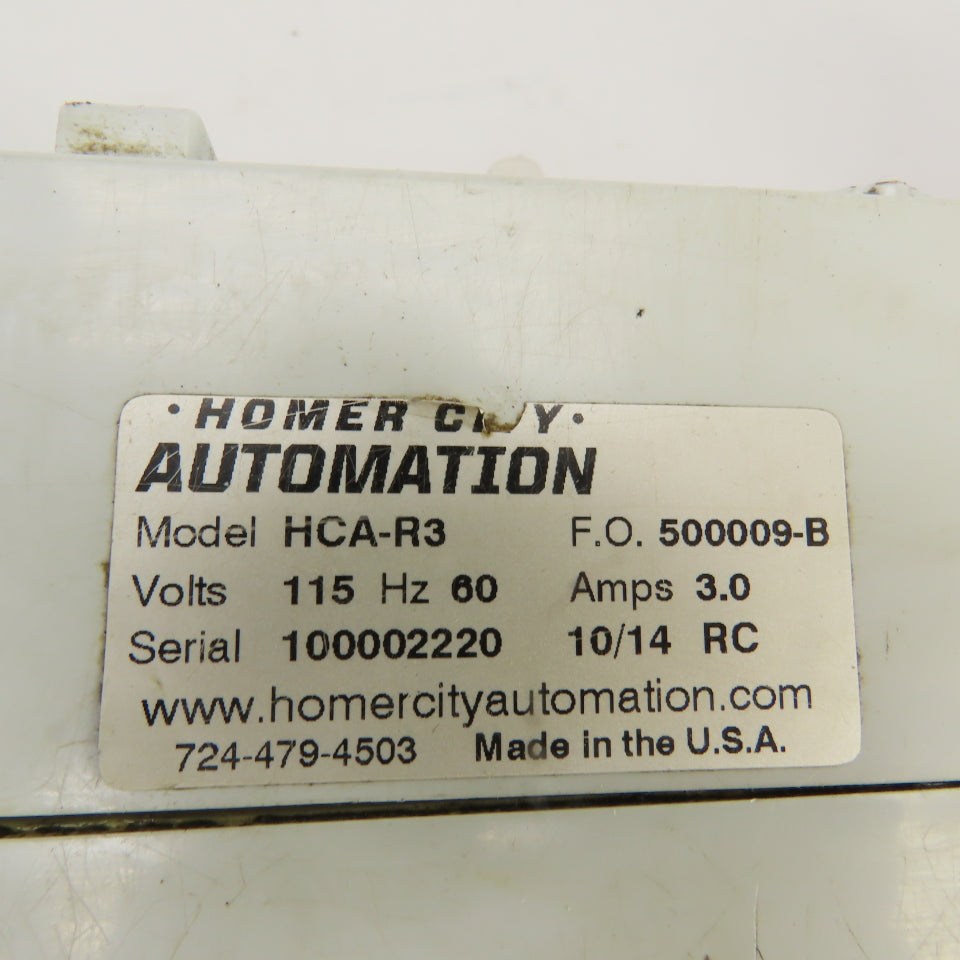 · HOMER CITY ·
AUTOMATION
Model HCA-R3 F.O. 500009-B
Volts 115 Hz 60 Amps 3.0
Serial 100002220 10/14 RC
www.homercityautomation.com
724-479-4503 Made in the U.S.A.